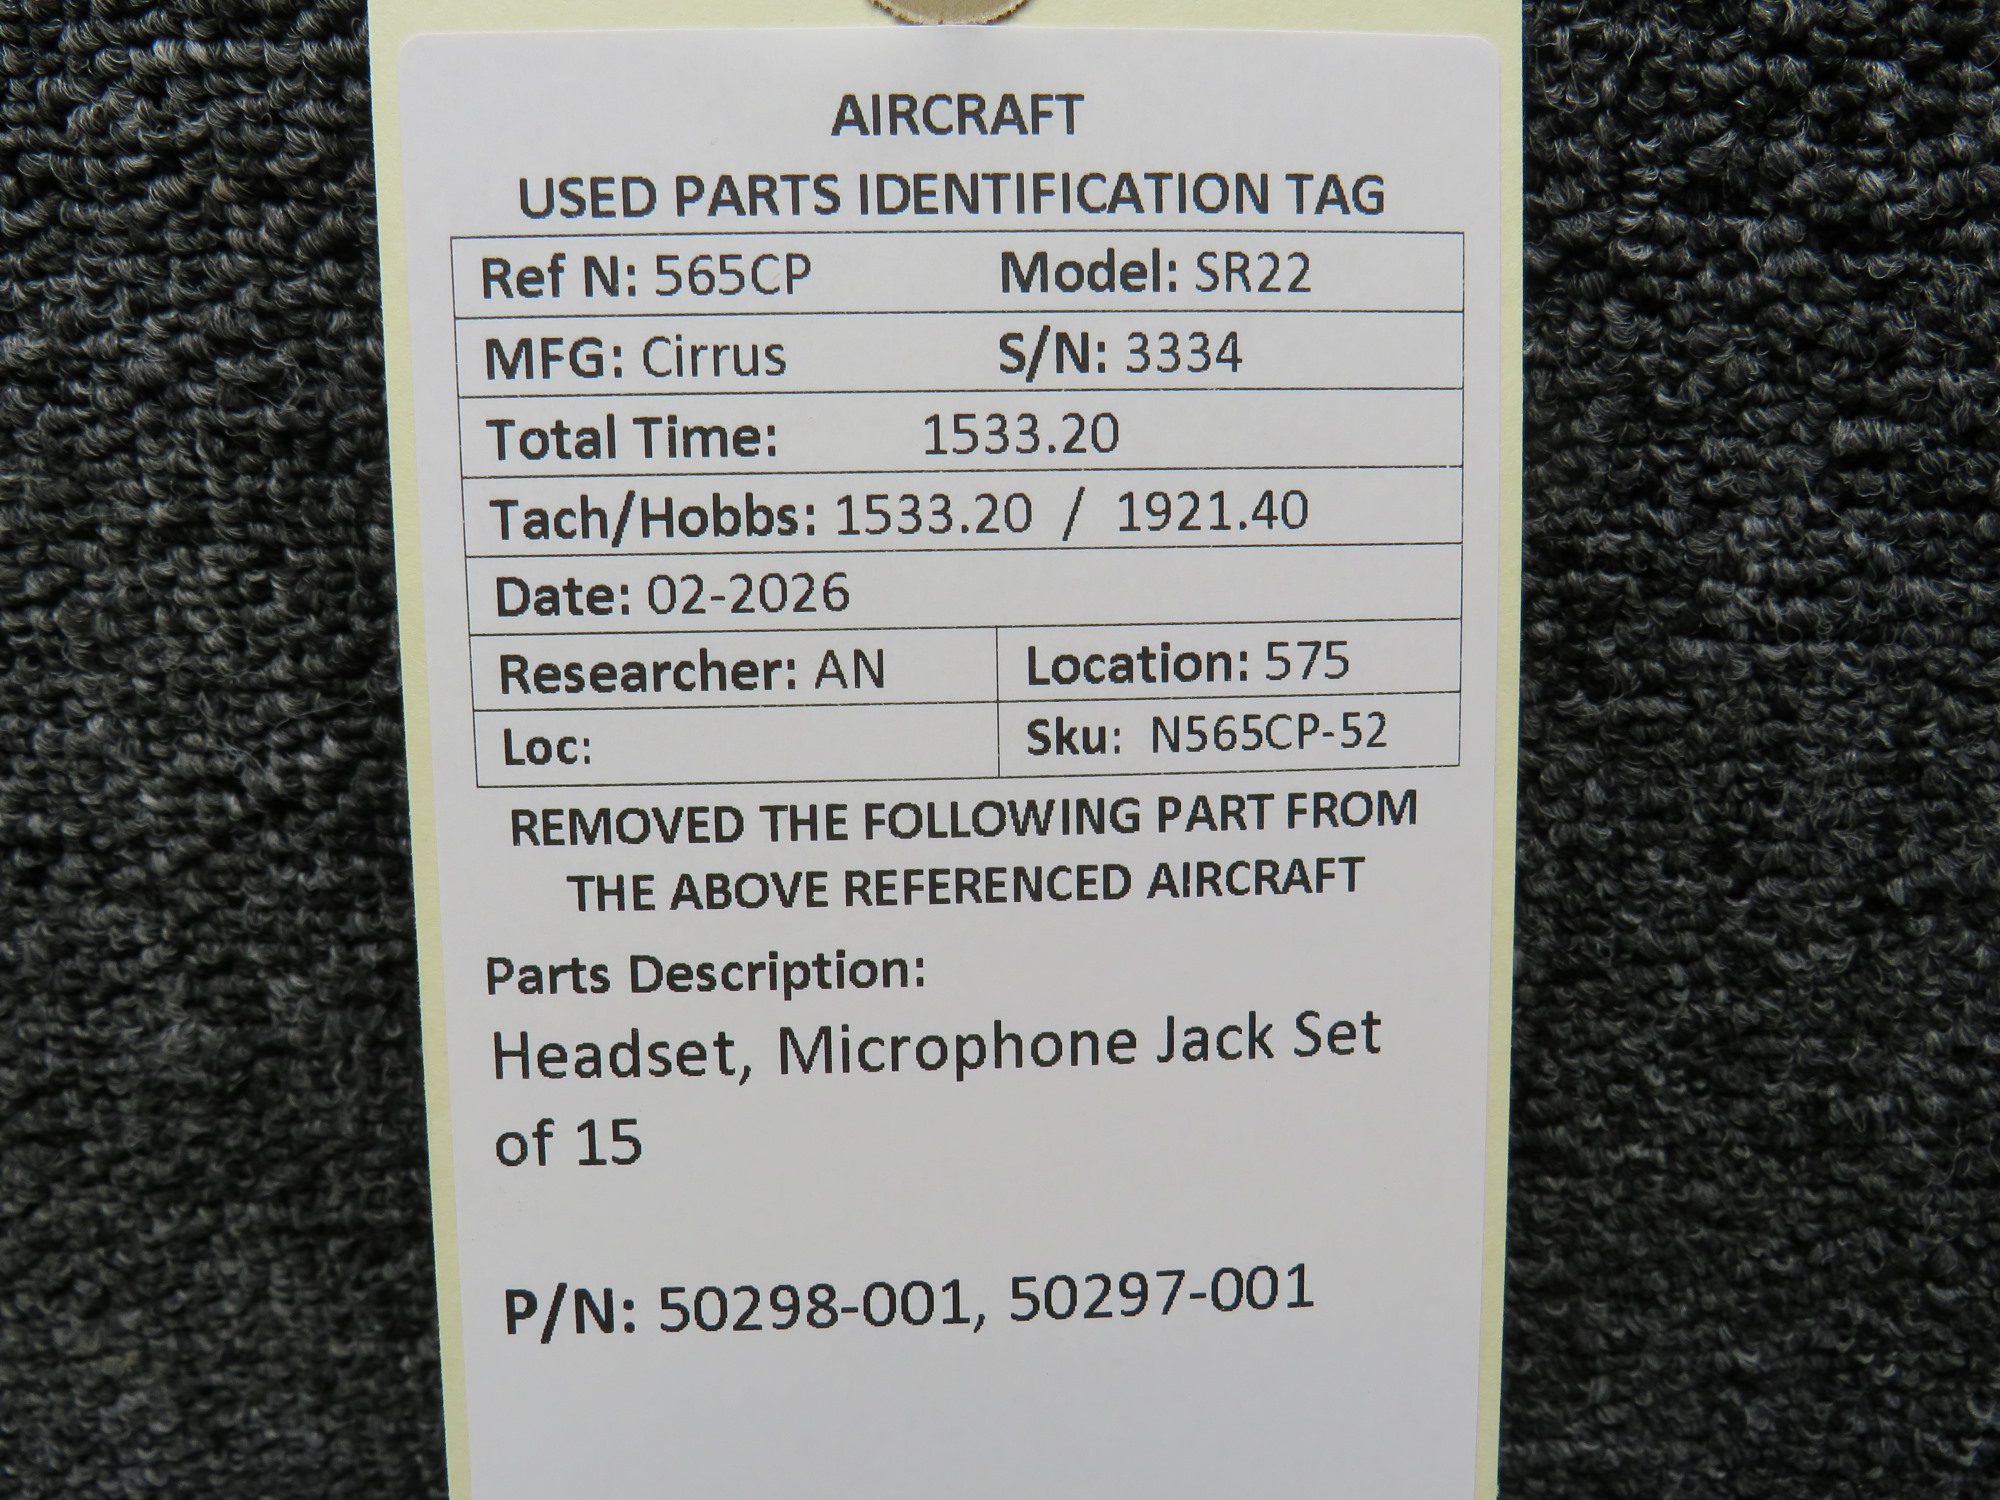 AIRCRAFT
USED PARTS IDENTIFICATION TAG
Ref N: 565CP Model: SR22
MFG: Cirrus S/N: 3334
Total Time: 1533.20
Tach/Hobbs: 1533.20 / 1921.40
Date: 02-2026
Researcher: AN Location: 575
Loc: Sku: N565CP-52
REMOVED THE FOLLOWING PART FROM
THE ABOVE REFERENCED AIRCRAFT
Parts Description:
Headset, Microphone Jack Set
of 15
P/N: 50298-001, 50297-001